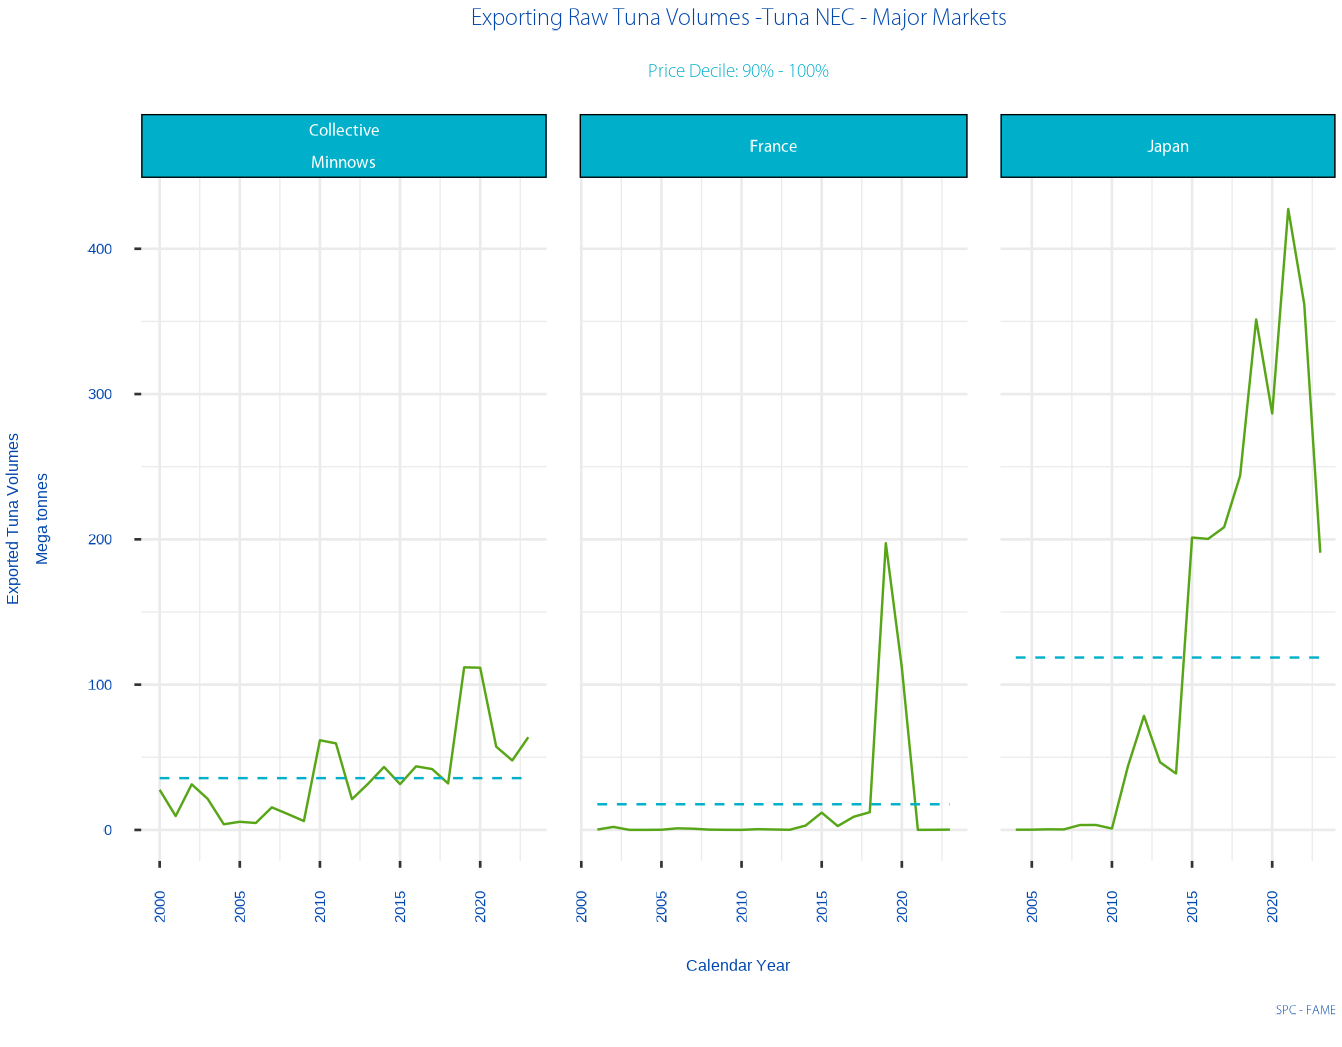 Exporting Raw Tuna Volumes -Tuna NEC - Major Markets
Price Decile: 90% - 100%
Collective
Minnows
France
Japan
Exported Tuna Volumes
Mega tonnes
400
300
200
100
0
2000
2005
2010
2015
2020
2000
2005
2010
2015
2020
2005
2010
2015
2020
Calendar Year
SPC - FAME